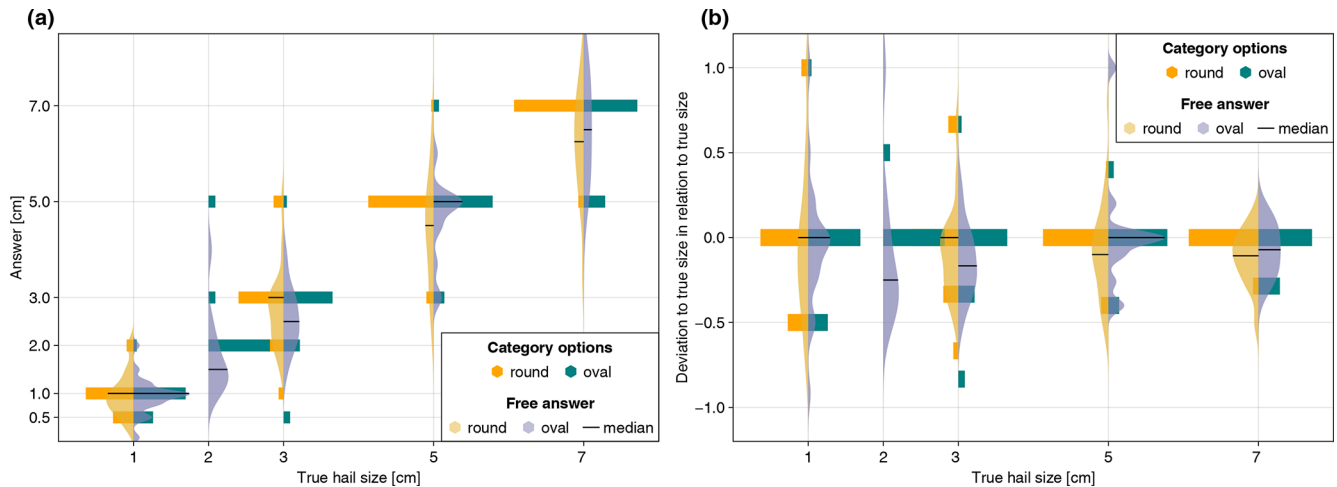 (a)
Answer [cm]
7.0
5.0
3.0
2.0
1.0
0.5
1
2
3
5
7
True hail size [cm]
Category options
round
oval
Free answer
round
oval
median
(b)
Deviation to true size in relation to true size
1.0
0.5
0.0
−0.5
−1.0
1
2
3
5
7
True hail size [cm]
Category options
round
oval
Free answer
round
oval
median